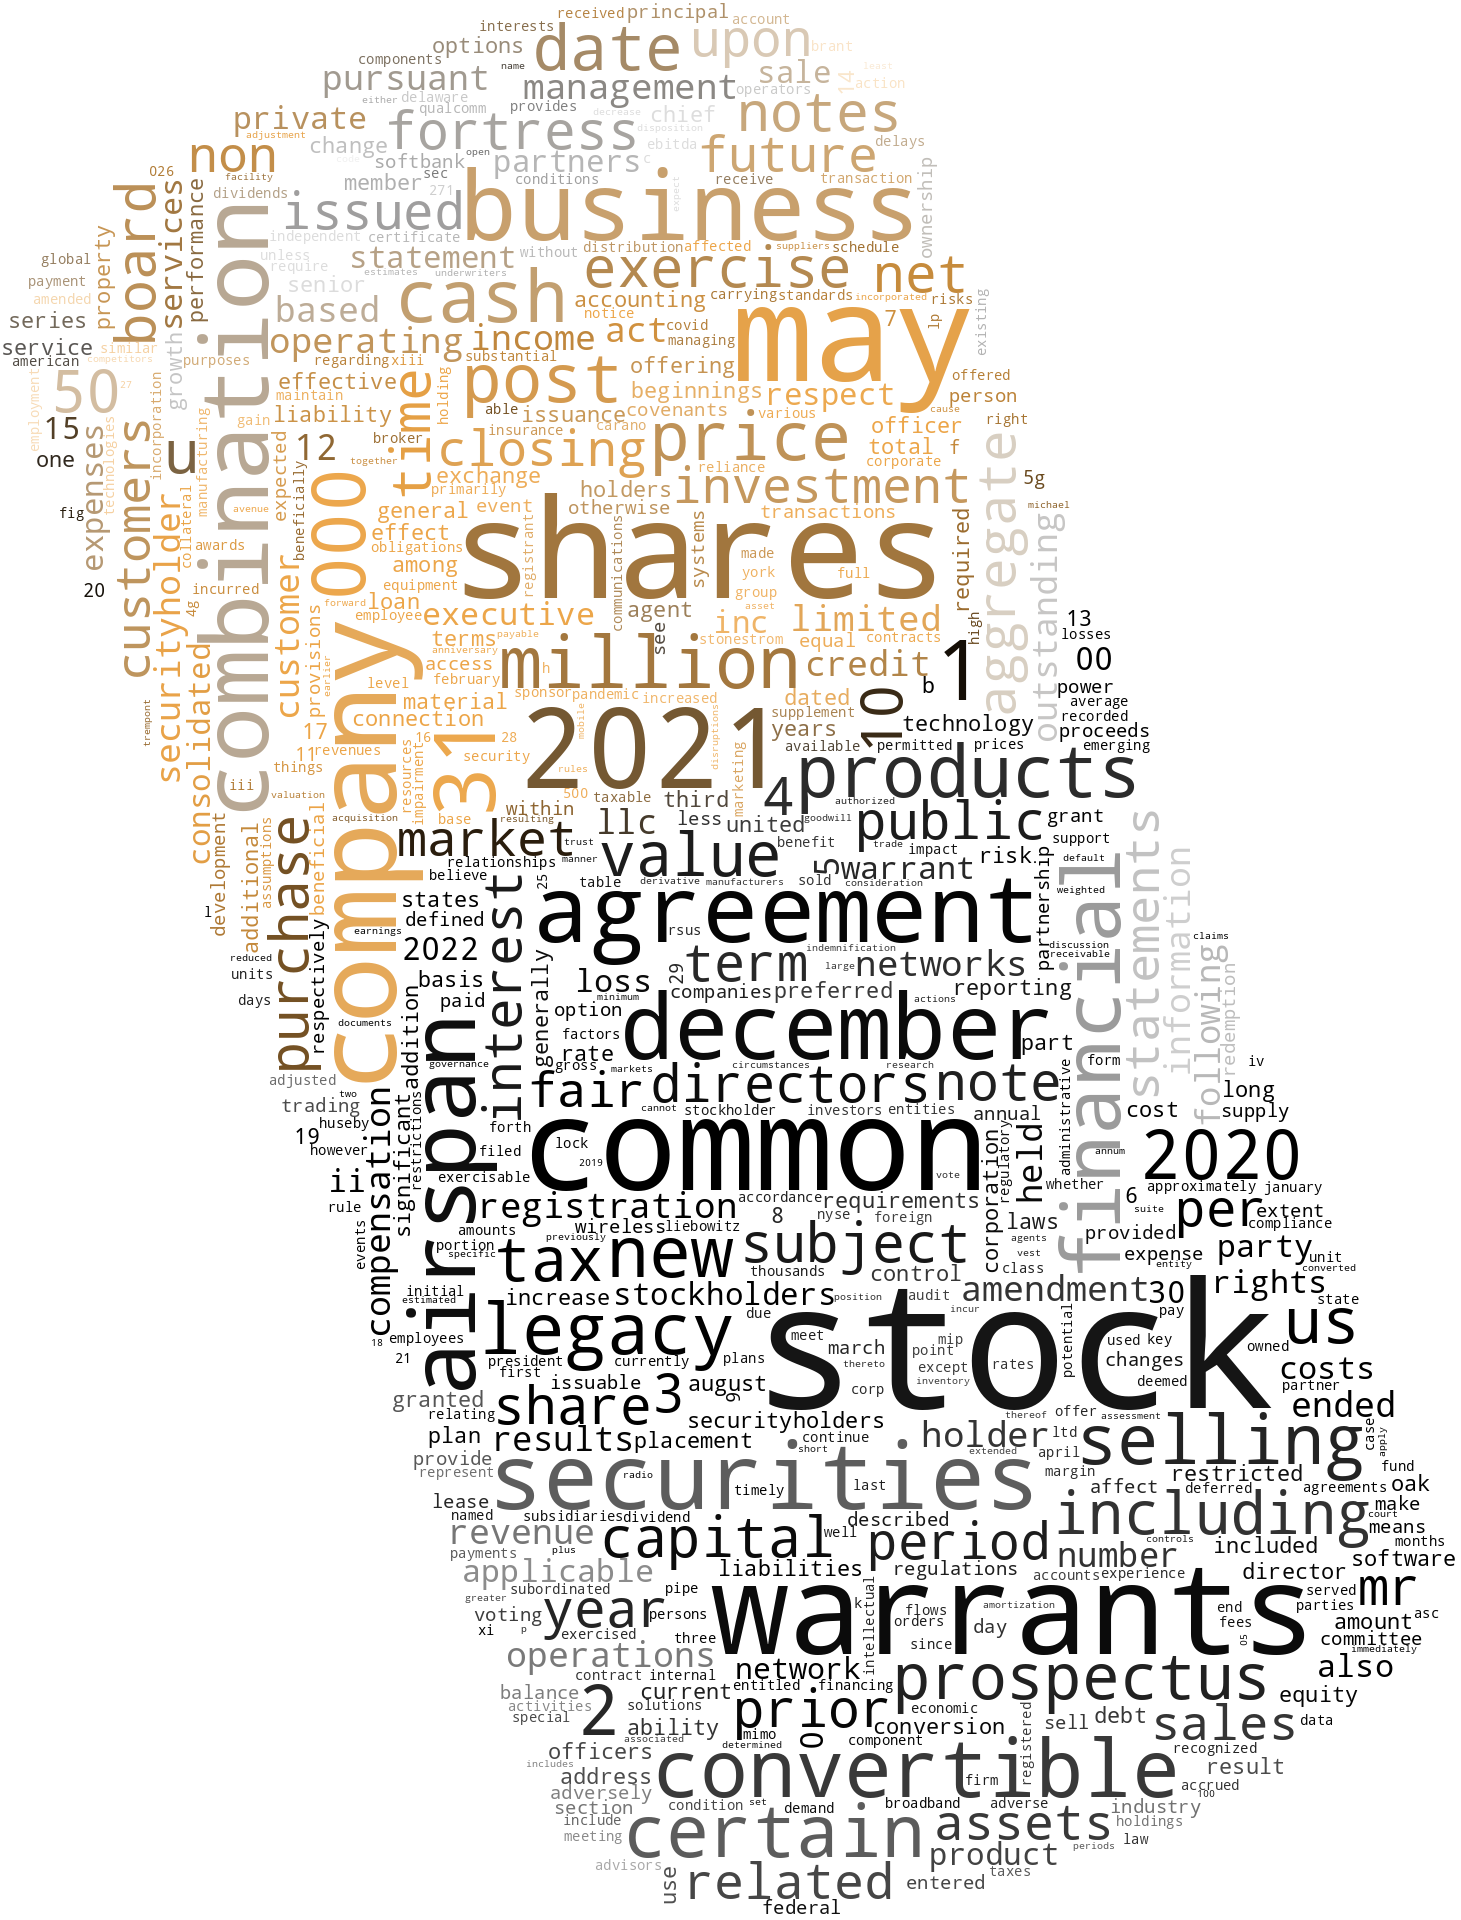 received principal
interests account
options date upon brant
components name least
pursuant management sale 14 action
either delaware provides operators
qualcomm decrease chief notes
private fortress disposition
adjustment change open ebitda delays
non softbank partners c future
026 facility member sec conditions receive transaction
board services performance dividends 271 issued business expect ownership
independent certificate
global property unless statement without distribution affected suppliers schedule
payment require estimates underwriters exercise net
amended senior cash carrying standards incorporated risks
series based accounting notice 7 lp existing
service growth operating income act covid may
american similar purposes regarding xiii substantial managing
competitors effective post offering offered
50 27 maintain holding beginnings respect person
employment incorporation gain liability time able issuance covenants various cause right
15 customers manufacturing 12 broker insurance carano price officer
one expenses technologies expected together closing total f
combination exchange reliance corporate aggregate 5g
fig securityholder collateral avenue beneficially 000 primarily holders investment michael
general event otherwise transactions outstanding
awards effect shares required
obligations registrant communications systems made
among york full
20 4g incurred customer equipment group
forward loan executive agent asset limited 13
employee inc high losses
provisions terms payable see stonestrom equal contracts
consolidated anniversary million credit 1 00
earlier access h b power
trempont level february sponsor pandemic increased dated average
company material supplement 10 technology recorded
17 connection 2021 years proceeds
11 revenues 16 28 mobile disruptions available permitted prices emerging
things resources security rules products
iii impairment 31 500 taxable third marketing 4 authorized
valuation base within less public grant
acquisition resulting llc united goodwill
development purchase market trust benefit trade impact support
additional assumptions beneficial relationships manner value 5 warrant risk default
believe 25 table derivative manufacturers sold consideration weighted
l states agreement partnership financial statements
defined claims
earnings rsus indemnification discussion
reduced respectively 2022 interest term networks receivable
units basis loss 29 large information
days paid minimum companies preferred reporting following
documents addition generally option actions redemption
factors december part
governance rate circumstances research form iv
adjusted gross markets long
trading two airspan fair directors note administrative cost supply
huseby restrictions forth cannot stockholder investors entities annual
19 compensation significant filed lock common 2020
however exercisable 2019 vote corporation regulatory held annum
ii registration accordance requirements whether approximately january
rule amounts wireless liebowitz 8 nyse foreign laws 6 suite per extent
events portion previously agents provided compliance
specific tax new subject vest expense party unit
thousands control class entity converted
initial increase stockholders position audit amendment 30 rights
estimated due incur pay state
18 employees legacy meet march mip potential used key us
21 president currently plans thereto point rates changes owned
first except deemed costs
granted issuable august inventory stock partner
relating share 3 9 corp ended
plan securityholders thereof offer assessment
results placement continue holder ltd case
provide short extended april selling apply
represent securities radio last margin restricted fund
timely affect deferred agreements oak
lease named subsidiaries dividend described including make
revenue capital well court means
payments plus period controls months
applicable liabilities regulations number included software
subordinated pipe accounts experience director
greater intellectual served mr
voting year persons k flows amortization end parties
xi p exercised orders fees amount asc
three warrants since day 05 committee
operations network immediately
contract internal entitled financing also
balance current prospectus equity
activities 2 solutions prior economic
special ability conversion sell debt sales data
officers associated mimo 0 component registered
includes determined recognized
address convertible firm result
adversely accrued
section condition set demand broadband adverse 100
include industry
meeting certain assets holdings
periods law
advisors product
use related entered taxes
federal